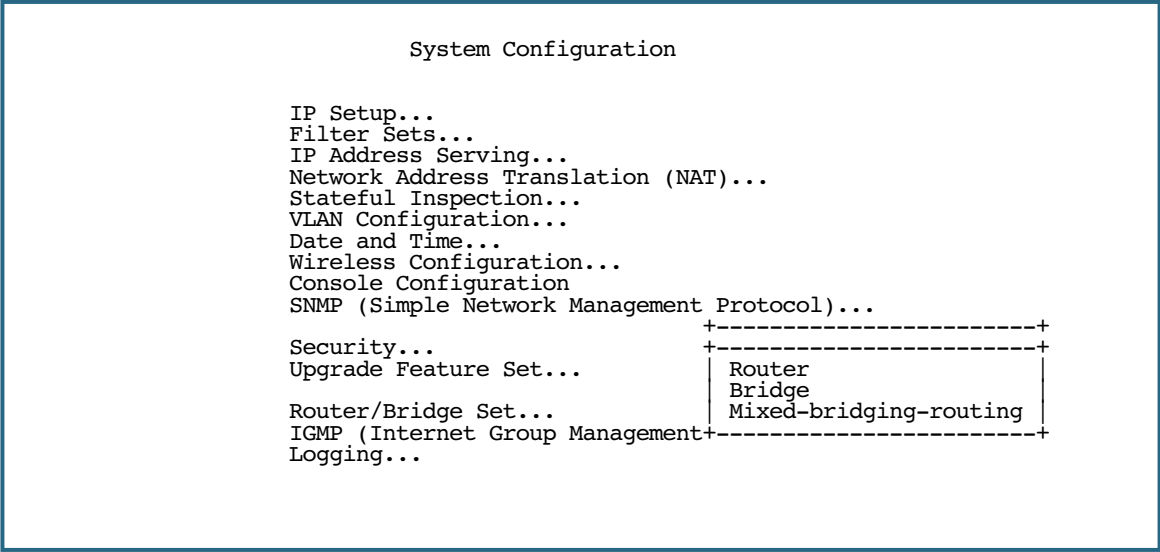 System Configuration
IP Setup...
Filter Sets...
IP Address Serving...
Network Address Translation (NAT)...
Stateful Inspection...
VLAN Configuration...
Date and Time...
Wireless Configuration...
Console Configuration
SNMP (Simple Network Management Protocol)...
+------------------------+
Security... +------------------------+
Upgrade Feature Set... | Router |
| Bridge |
Router/Bridge Set... | Mixed-bridging-routing |
IGMP (Internet Group Management+------------------------+
Logging...